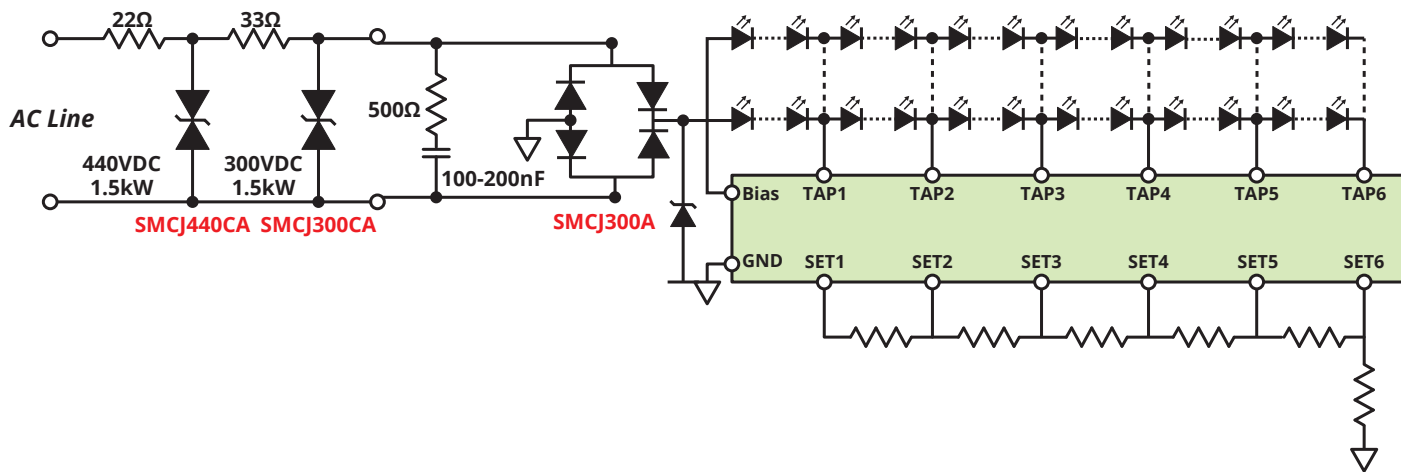 22Ω
33Ω
AC Line
500Ω
440VDC
1.5kW
300VDC
1.5kW
100-200nF
SMCJ440CA
SMCJ300CA
SMCJ300A
Bias
TAP1
TAP2
TAP3
TAP4
TAP5
TAP6
GND
SET1
SET2
SET3
SET4
SET5
SET6